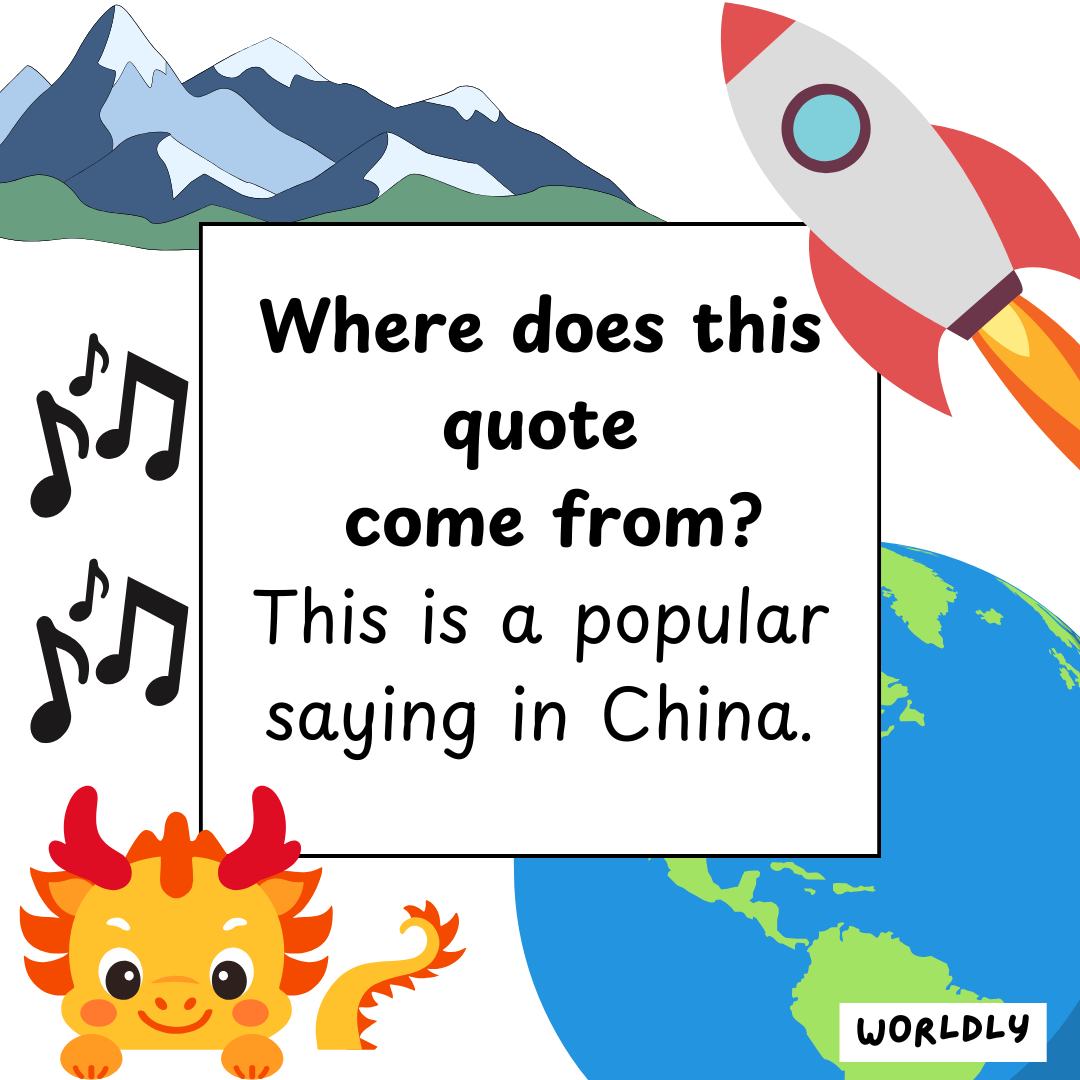 Where does this
quote
come from?
This is a popular
saying in China.
WORLDLY